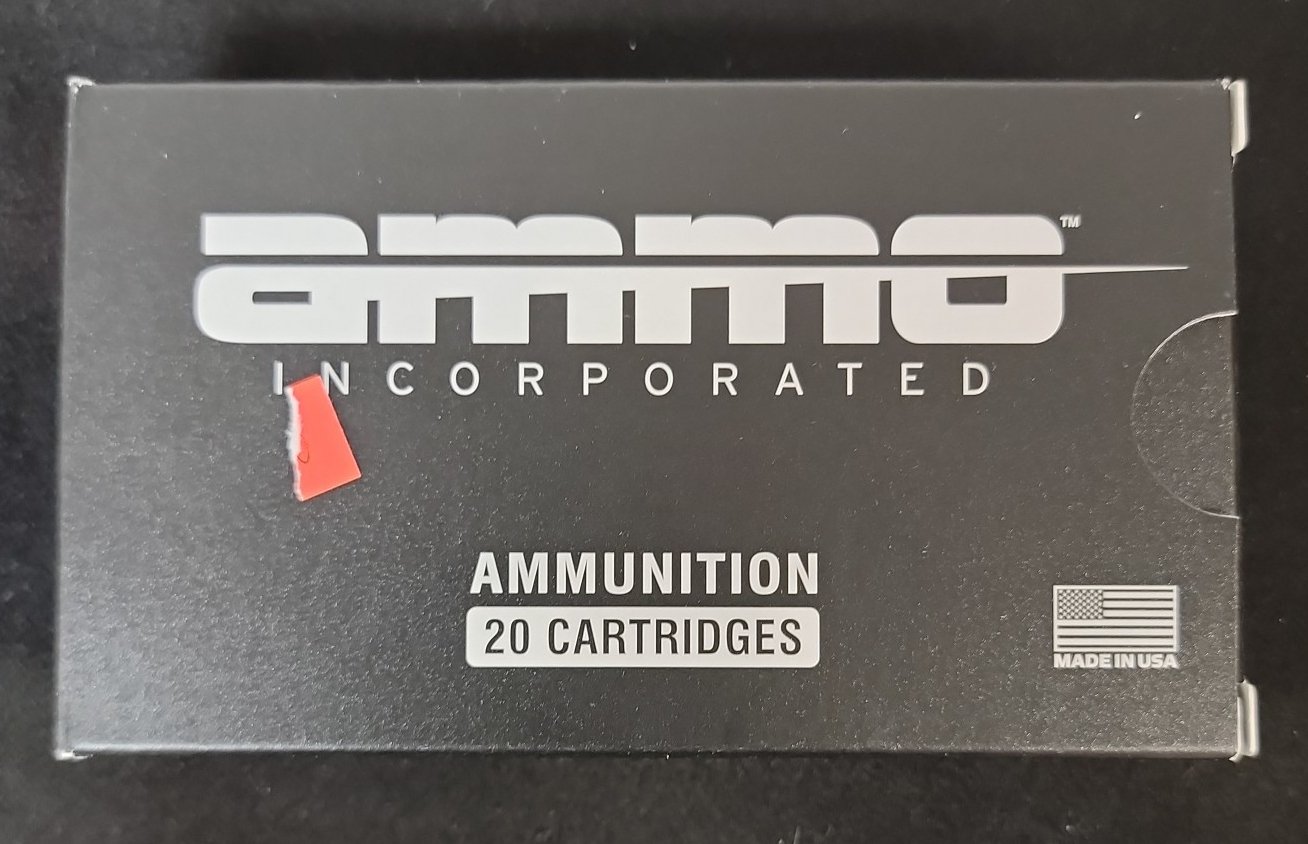 ammo™
INCORPORATED
AMMUNITION
20 CARTRIDGES
MADE IN USA